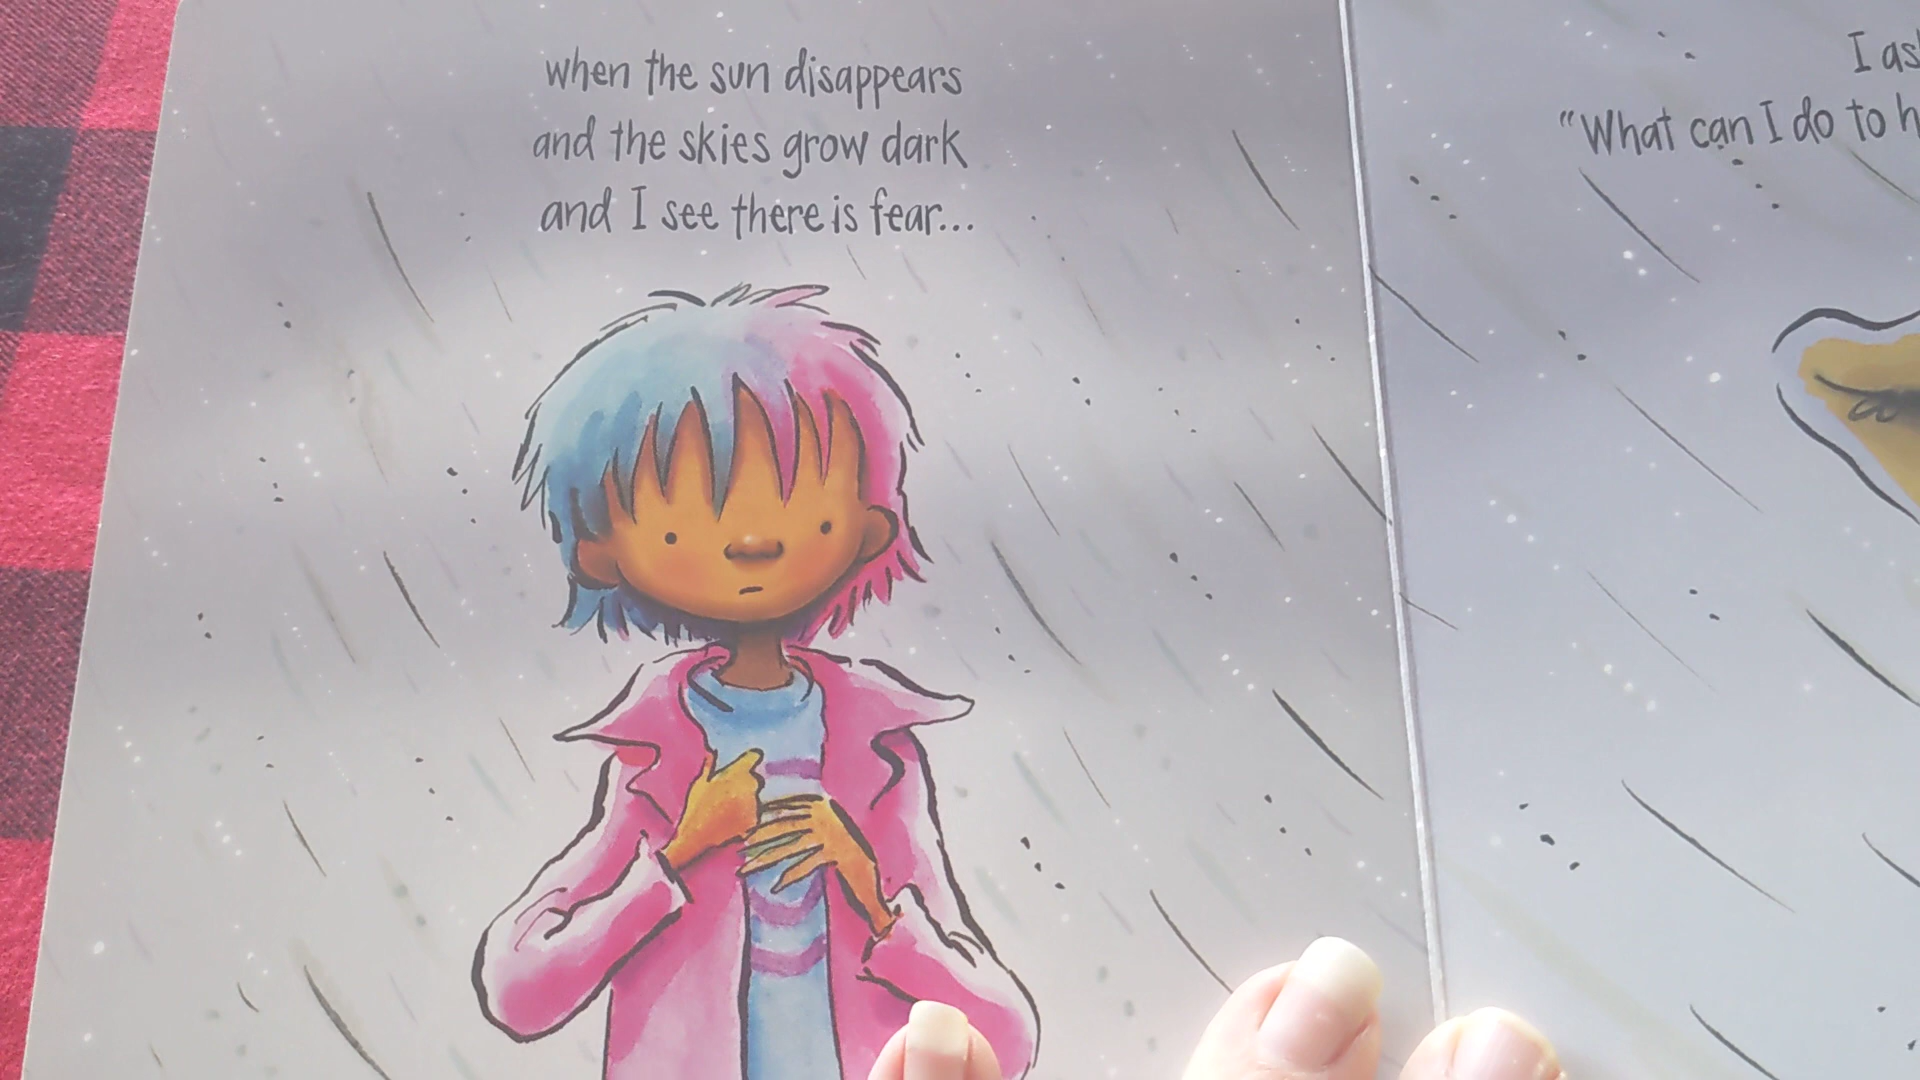 when the sun disappears
and the skies grow dark
and I see there is fear...
I
"What can I do to